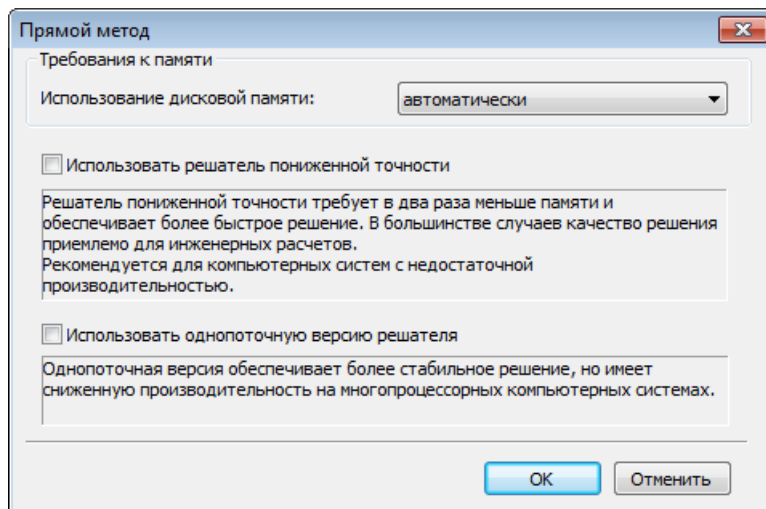 Прямой метод
Требования к памяти
Использование дисковой памяти:
автоматически
Использовать решатель пониженной точности
Решатель пониженной точности требует в два раза меньше памяти и
обеспечивает более быстрое решение. В большинстве случаев качество решения
приемлемо для инженерных расчетов.
Рекомендуется для компьютерных систем с недостаточной
производительностью.
Использовать однопоточную версию решателя
Однопоточная версия обеспечивает более стабильное решение, но имеет
сниженную производительность на многопроцессорных компьютерных системах.
OK
Отменить